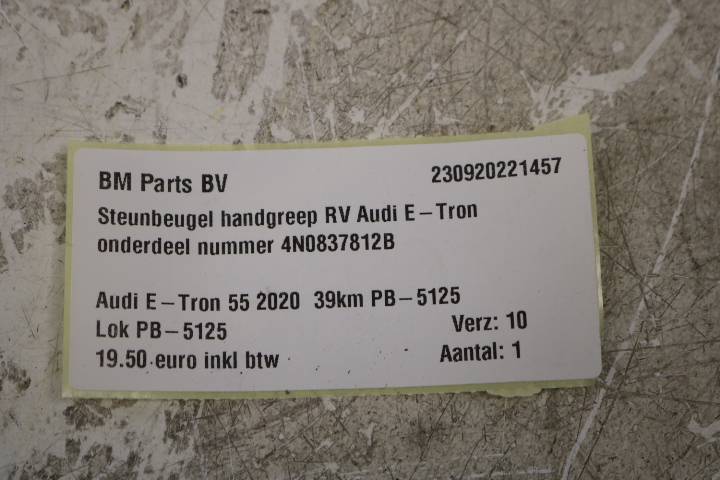 BM Parts BV 230920221457
Steunbeugel handgreep RV Audi E-Tron
onderdeel nummer 4N0837812B
Audi E-Tron 55 2020 39km PB-5125
Lok PB-5125 Verz: 10
19.50 euro inkl btw Aantal: 1